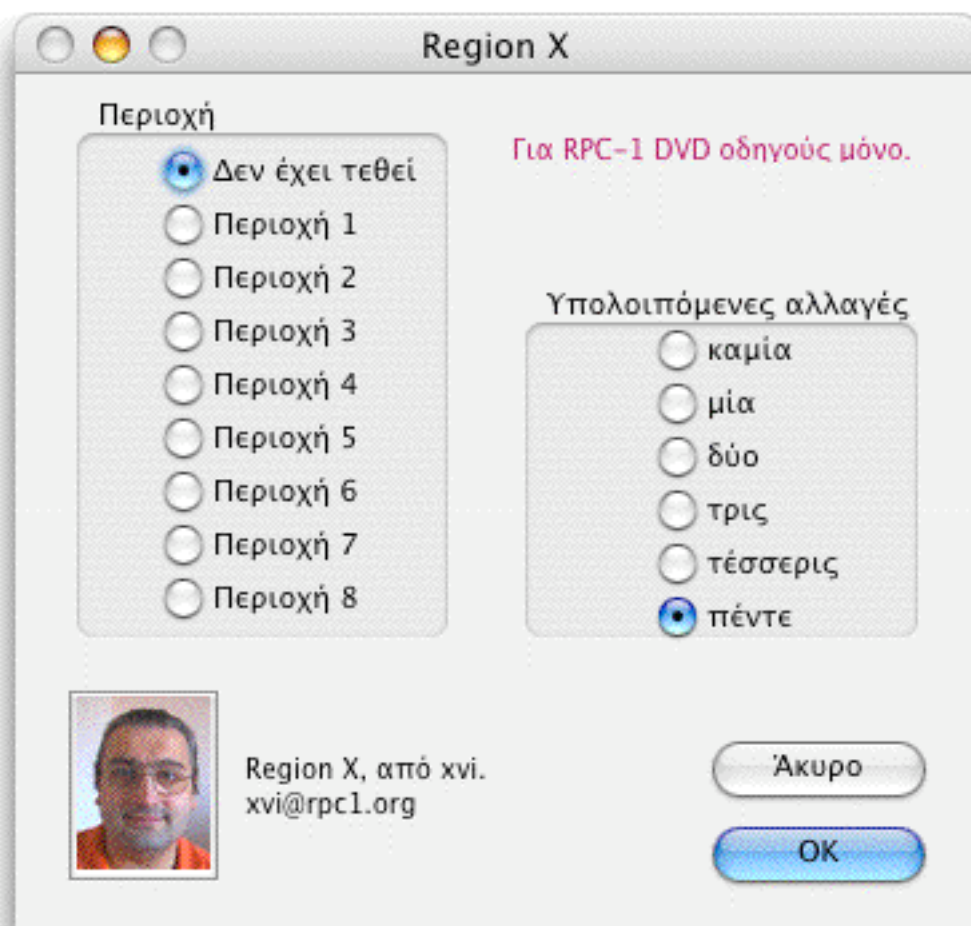 Region X
Περιοχή
Δεν έχει τεθεί
Περιοχή 1
Περιοχή 2
Περιοχή 3
Περιοχή 4
Περιοχή 5
Περιοχή 6
Περιοχή 7
Περιοχή 8
Για RPC-1 DVD οδηγούς μόνο.
Υπολοιπόμενες αλλαγές
καμία
μία
δύο
τρις
τέσσερις
πέντε
Region X, από xvi.
xvi@rpc1.org
Άκυρο
OK